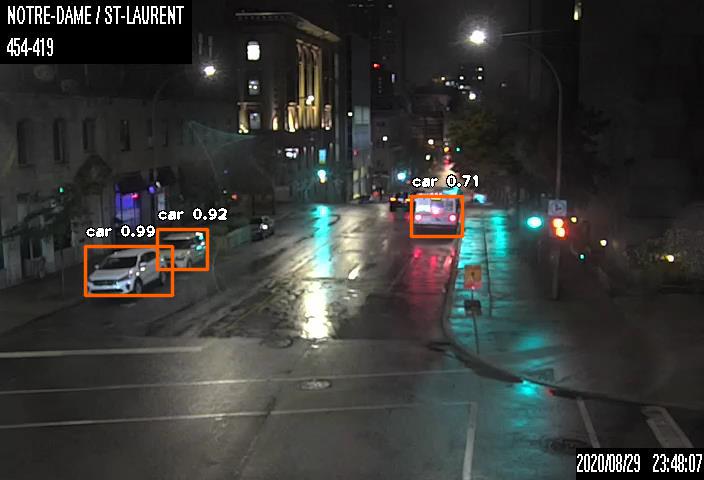 NOTRE-DAME / ST-LAURENT
454-419
car 0.71
car 0.92
car 0.99
2020/08/29 23:48:07